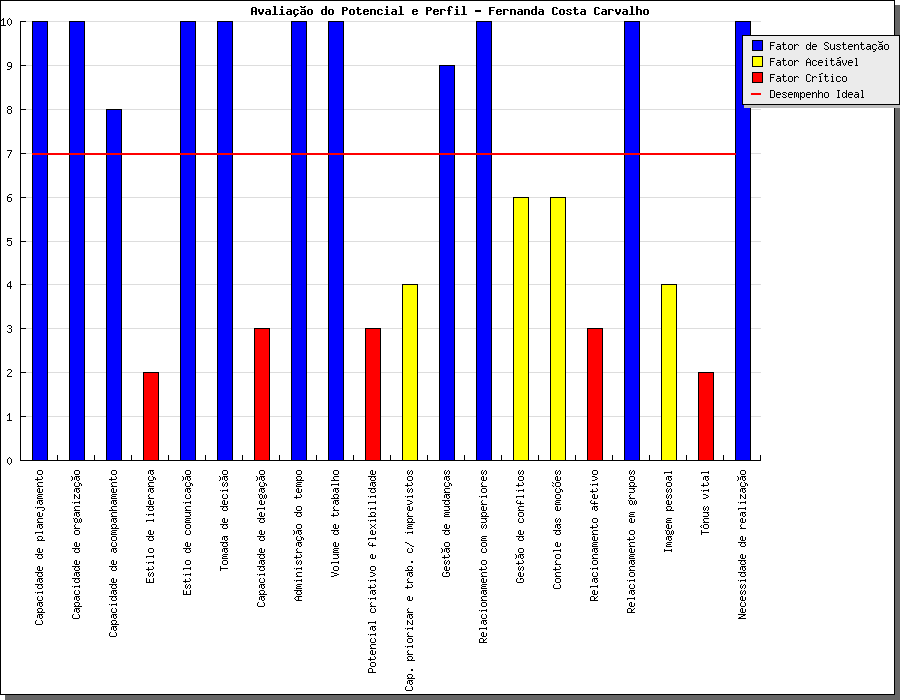 Avaliação do Potencial e Perfil - Fernanda Costa Carvalho
Fator de Sustentação
Fator Aceitável
Fator Crítico
Desempenho Ideal
10
9
8
7
6
5
4
3
2
1
0
Capacidade de planejamento
Capacidade de organização
Capacidade de acompanhamento
Estilo de liderança
Estilo de comunicação
Tomada de decisão
Capacidade de delegação
Administração do tempo
Volume de trabalho
Potencial criativo e flexibilidade
Cap. priorizar e trab. c/ imprevistos
Gestão de mudanças
Relacionamento com superiores
Gestão de conflitos
Controle das emoções
Relacionamento afetivo
Relacionamento em grupos
Imagem pessoal
Tônus vital
Necessidade de realização